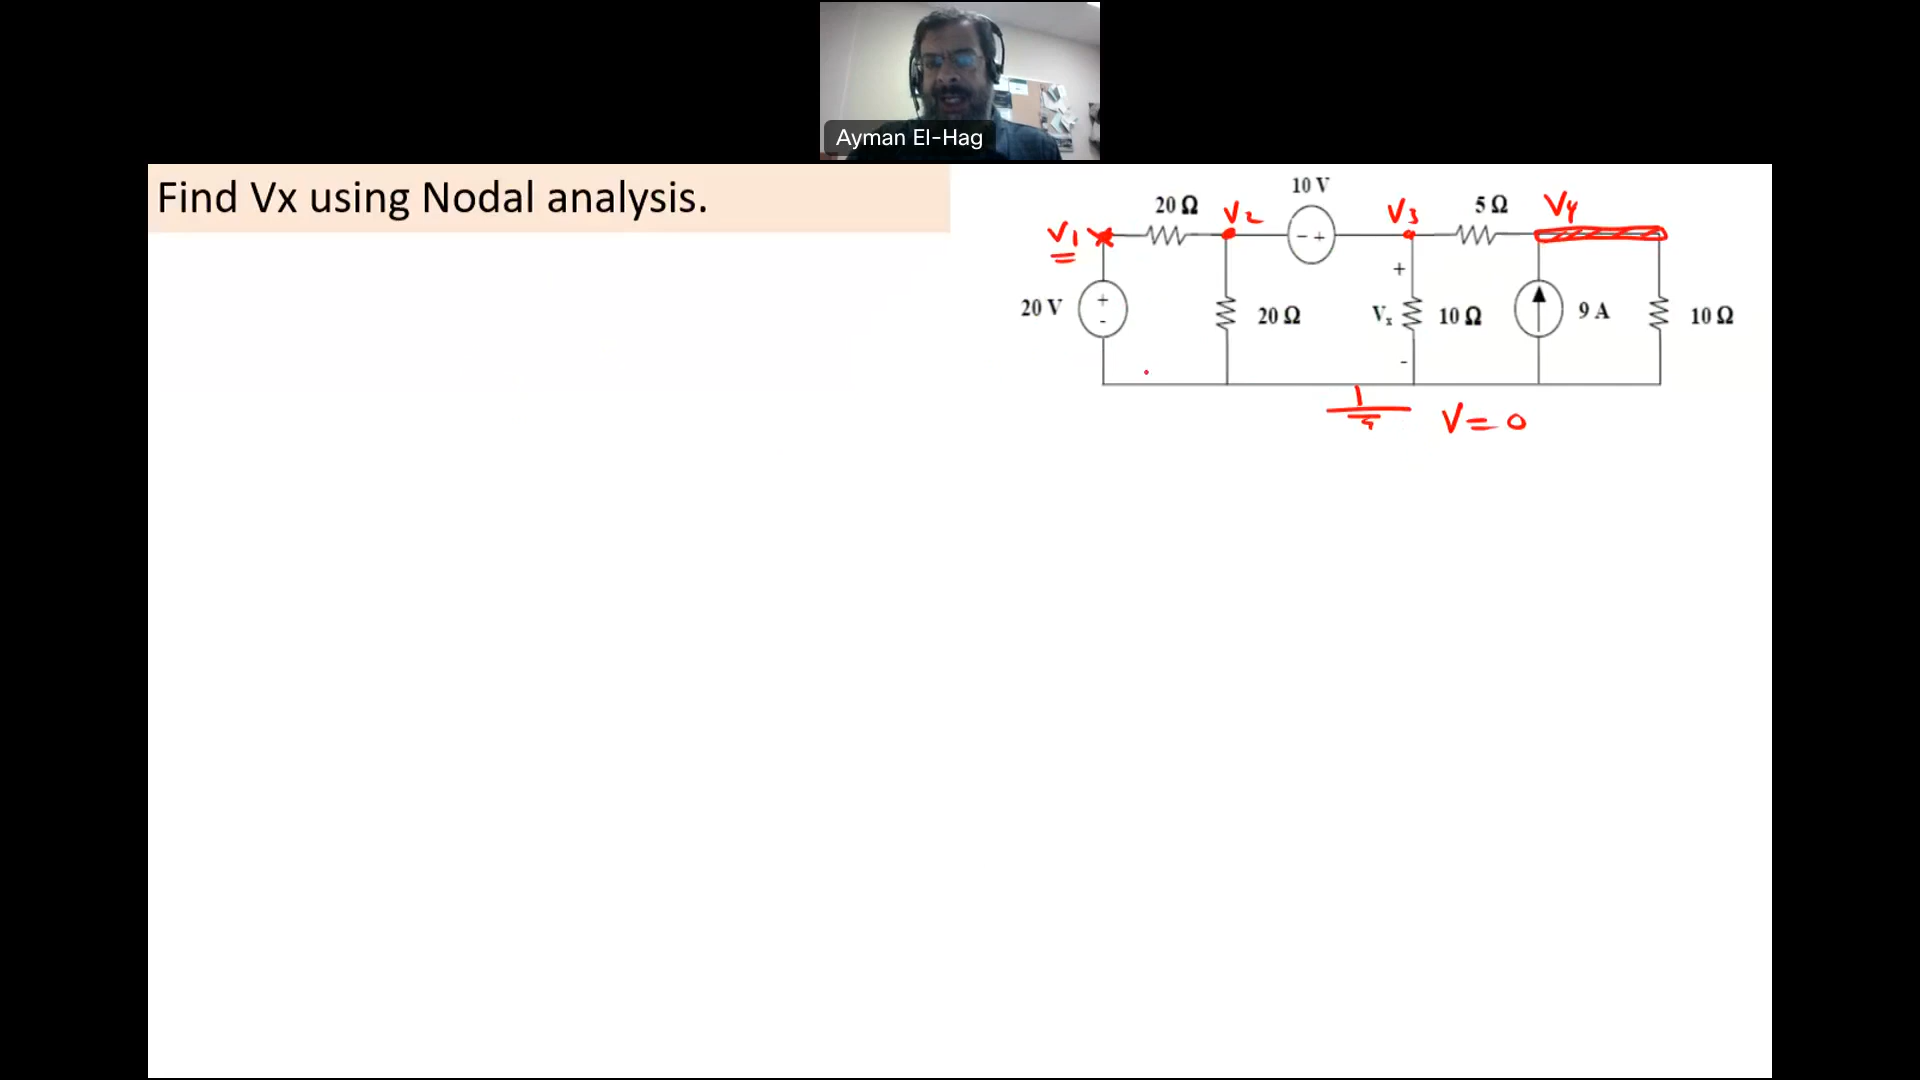 Ayman El-Hag
Find Vx using Nodal analysis.
10 V
20 Ω
5 Ω
V1
V2
V3
V4
- +
+
20 V
+
-
20 Ω
Vx
10 Ω
9 A
10 Ω
-
V = 0